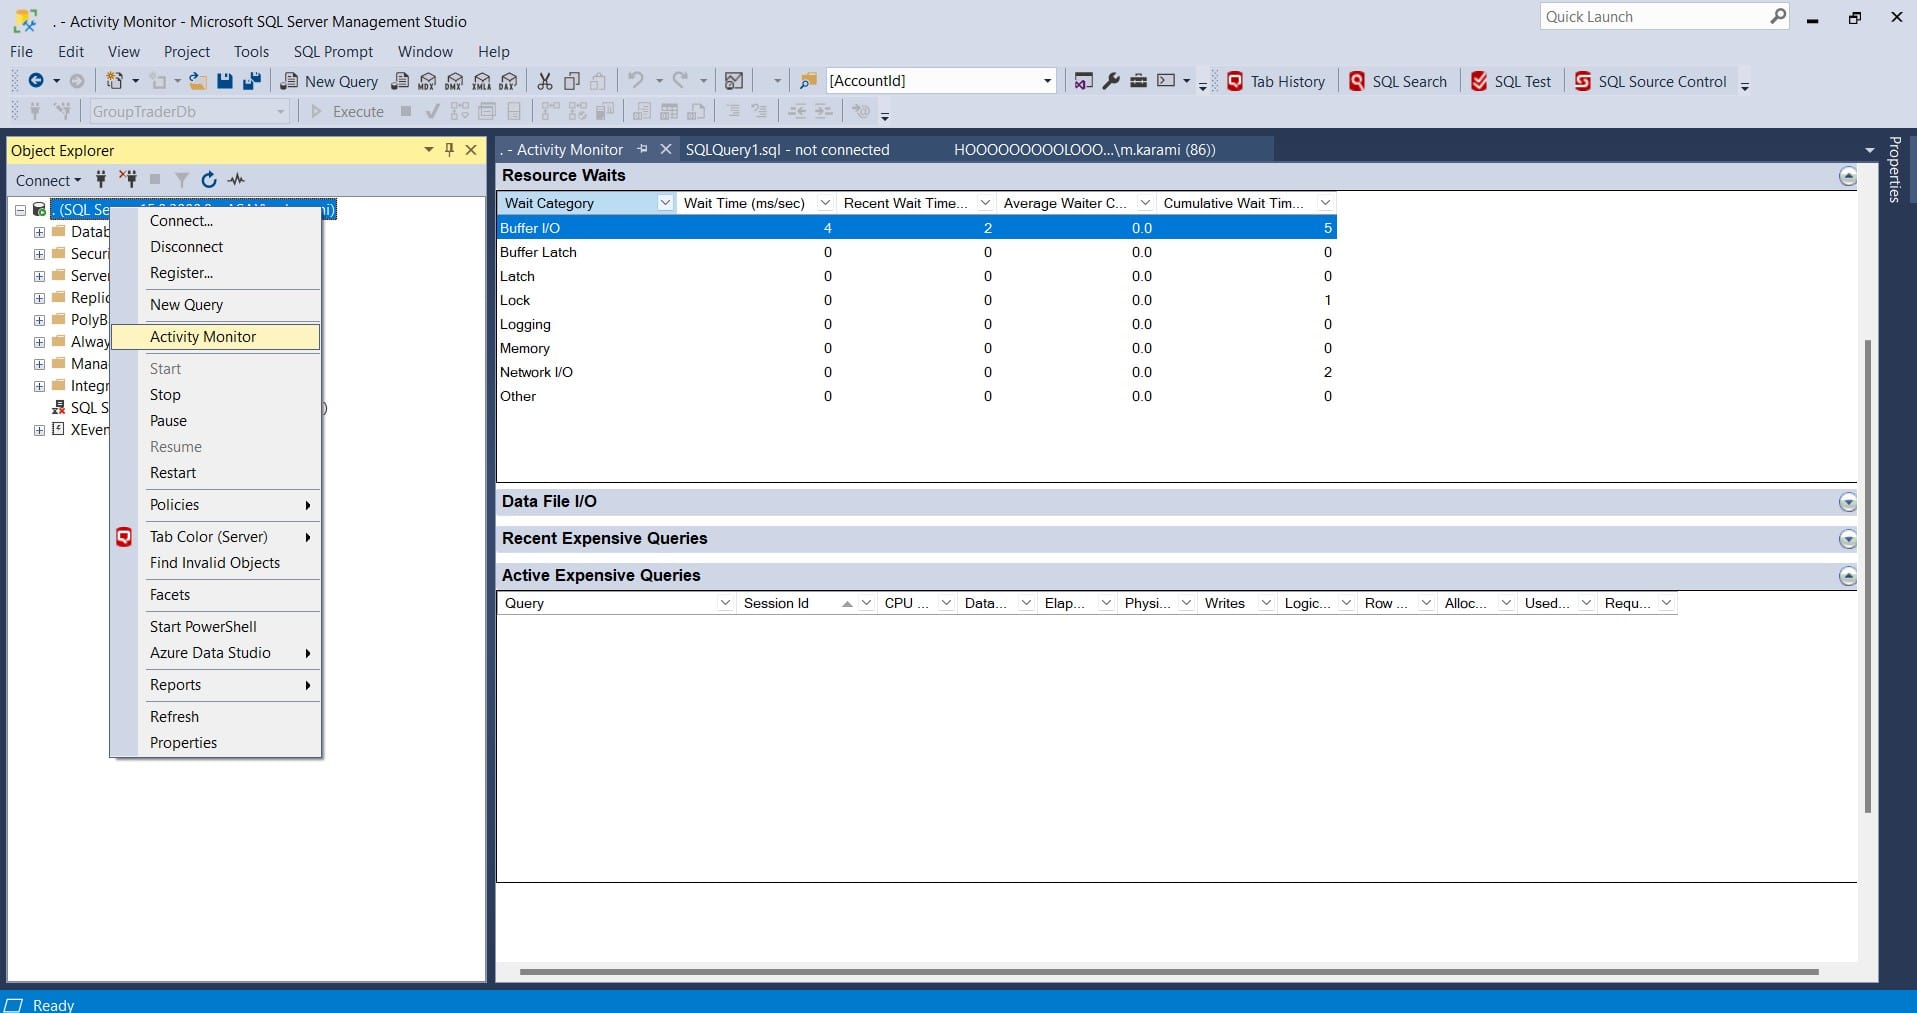 . - Activity Monitor - Microsoft SQL Server Management Studio
Quick Launch
File Edit View Project Tools SQL Prompt Window Help
New Query MDX DMX XMLA DAX [AccountId] Tab History SQL Search SQL Test SQL Source Control
GroupTraderDb Execute
Object Explorer
Connect
. (SQL Se
Datab
Securi
Server
Replic
PolyB
Alway
Mana
Integr
SQL S
XEven
Connect...
Disconnect
Register...
New Query
Activity Monitor
Start
Stop
Pause
Resume
Restart
Policies
Tab Color (Server)
Find Invalid Objects
Facets
Start PowerShell
Azure Data Studio
Reports
Refresh
Properties
. - Activity Monitor SQLQuery1.sql - not connected HOOOOOOOOOLOOO...\m.karami (86))
Resource Waits
Wait Category Wait Time (ms/sec) Recent Wait Time... Average Waiter C... Cumulative Wait Tim...
Buffer I/O 4 2 0.0 5
Buffer Latch 0 0 0.0 0
Latch 0 0 0.0 0
Lock 0 0 0.0 1
Logging 0 0 0.0 0
Memory 0 0 0.0 0
Network I/O 0 0 0.0 2
Other 0 0 0.0 0
Data File I/O
Recent Expensive Queries
Active Expensive Queries
Query Session Id CPU ... Data... Elap... Physi... Writes Logic... Row ... Alloc... Used... Requ...
Properties
Ready